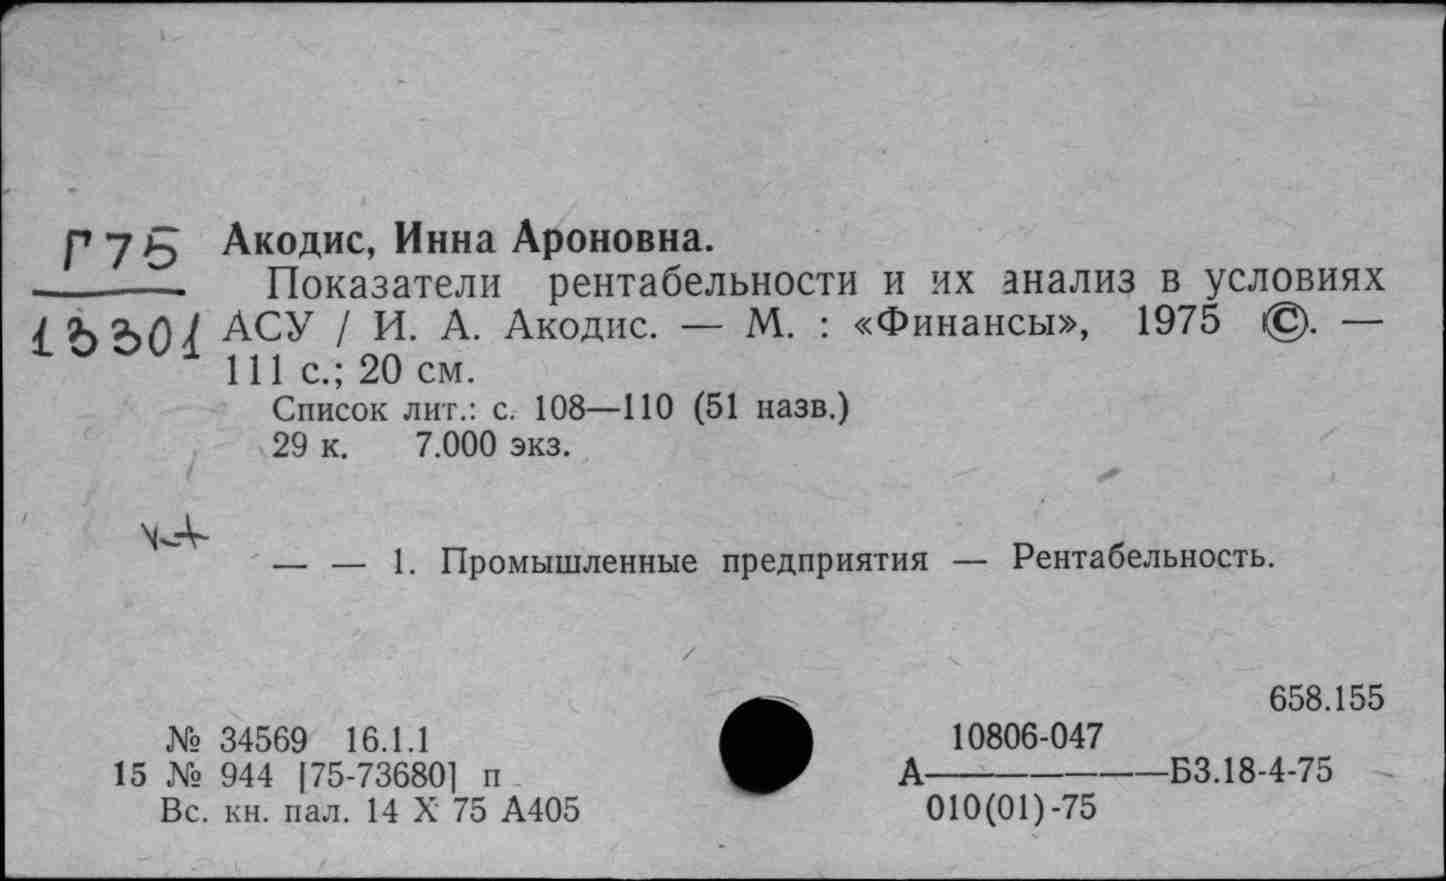 Г75
Акодис, Инна Ароновна.
Показатели рентабельности и их анализ в условиях
АСУ / И. А. Акодис. — М. : «Финансы», 1975 ©. —
111 с.; 20 см.
Список лит.: с. 108—110 (51 назв.)
29 к. 7.000 экз.
— — 1. Промышленные предприятия — Рентабельность.
658.155
№ 34569 16.1.1
15 № 944 [75-73680] п
Вс. кн. пал. 14 X 75 А405
10806-047
А————Б3.18-4-75
010(01)-75